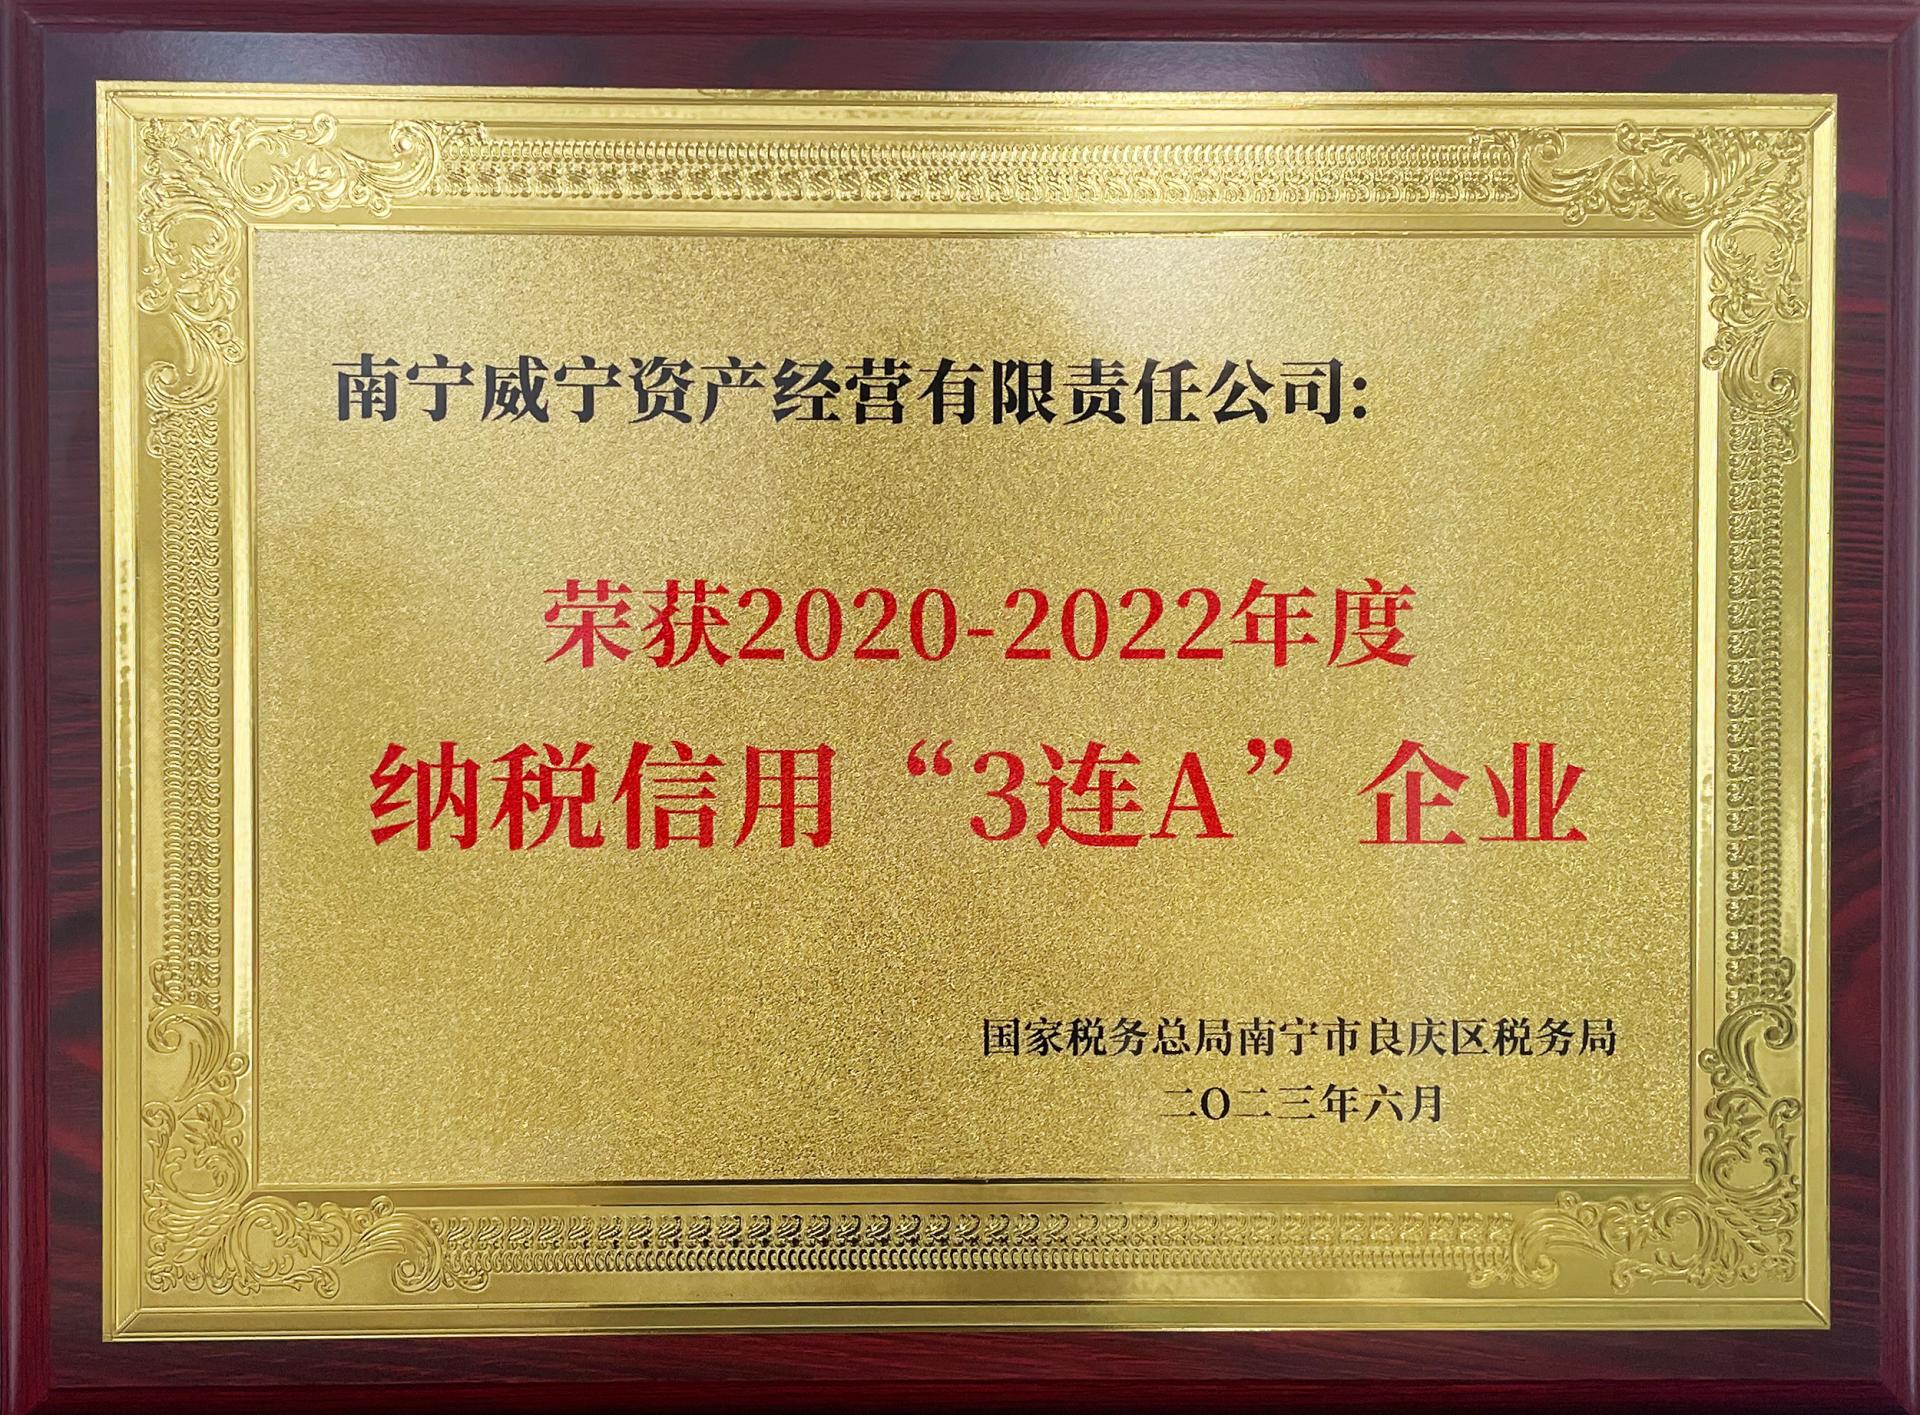 南宁威宁资产经营有限责任公司:
荣获2020-2022年度
纳税信用“3连A”企业
国家税务总局南宁市良庆区税务局
二〇二三年六月